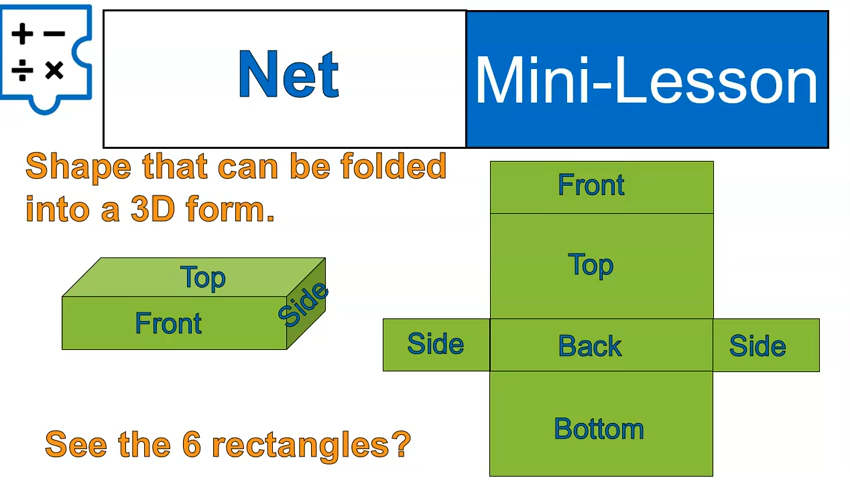 + −
÷ ×
Net
Mini-Lesson
Shape that can be folded
into a 3D form.
Top
Front
Side
Front
Top
Side
Back
Side
Bottom
See the 6 rectangles?